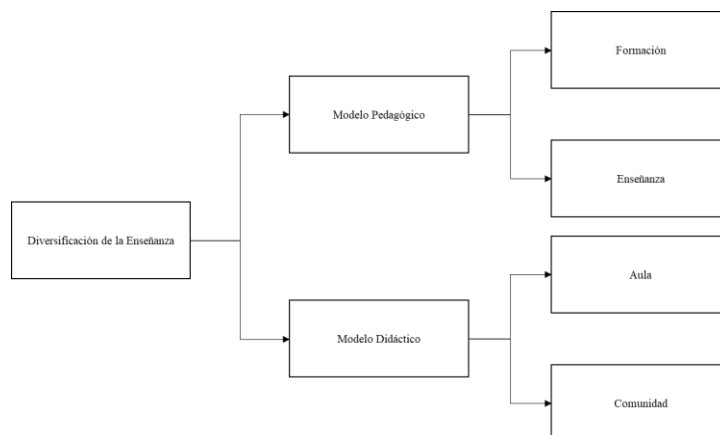 Formación
Modelo Pedagógico
Enseñanza
Diversificación de la Enseñanza
Aula
Modelo Didáctico
Comunidad